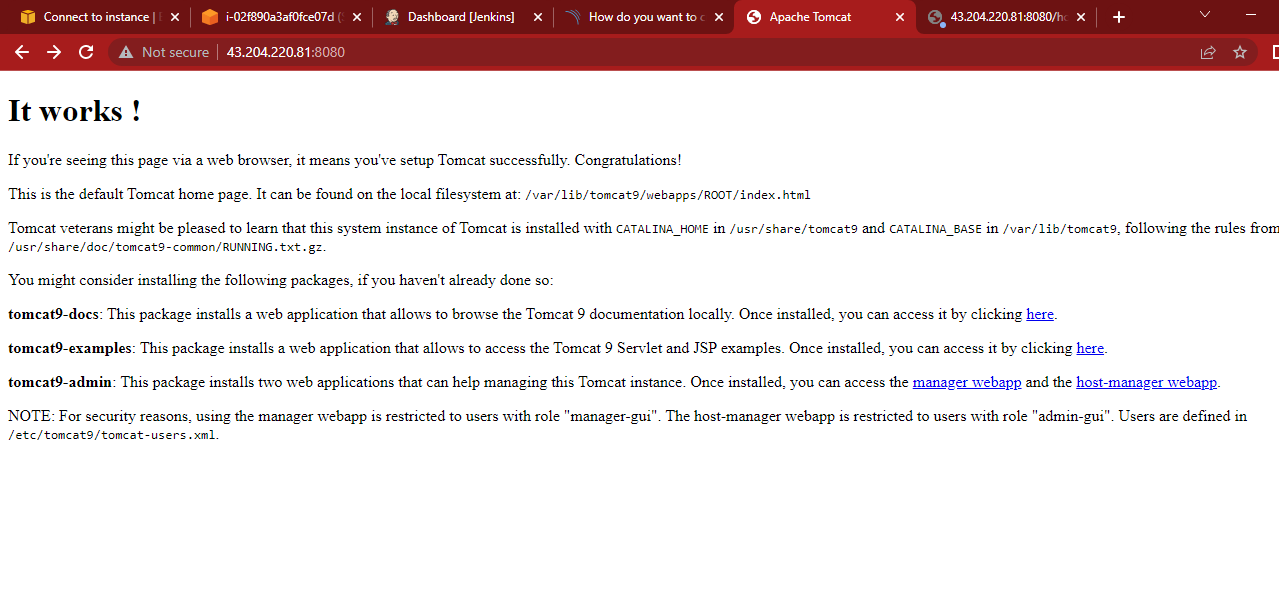 Connect to instance |
i-02f890a3af0fce07d (
Dashboard [Jenkins]
How do you want to c
Apache Tomcat
43.204.220.81:8080/ho
Not secure
43.204.220.81:8080
It works !
If you're seeing this page via a web browser, it means you've setup Tomcat successfully. Congratulations!
This is the default Tomcat home page. It can be found on the local filesystem at: /var/lib/tomcat9/webapps/ROOT/index.html
Tomcat veterans might be pleased to learn that this system instance of Tomcat is installed with CATALINA_HOME in /usr/share/tomcat9 and CATALINA_BASE in /var/lib/tomcat9, following the rules from
/usr/share/doc/tomcat9-common/RUNNING.txt.gz.
You might consider installing the following packages, if you haven't already done so:
tomcat9-docs: This package installs a web application that allows to browse the Tomcat 9 documentation locally. Once installed, you can access it by clicking here.
tomcat9-examples: This package installs a web application that allows to access the Tomcat 9 Servlet and JSP examples. Once installed, you can access it by clicking here.
tomcat9-admin: This package installs two web applications that can help managing this Tomcat instance. Once installed, you can access the manager webapp and the host-manager webapp.
NOTE: For security reasons, using the manager webapp is restricted to users with role "manager-gui". The host-manager webapp is restricted to users with role "admin-gui". Users are defined in
/etc/tomcat9/tomcat-users.xml.